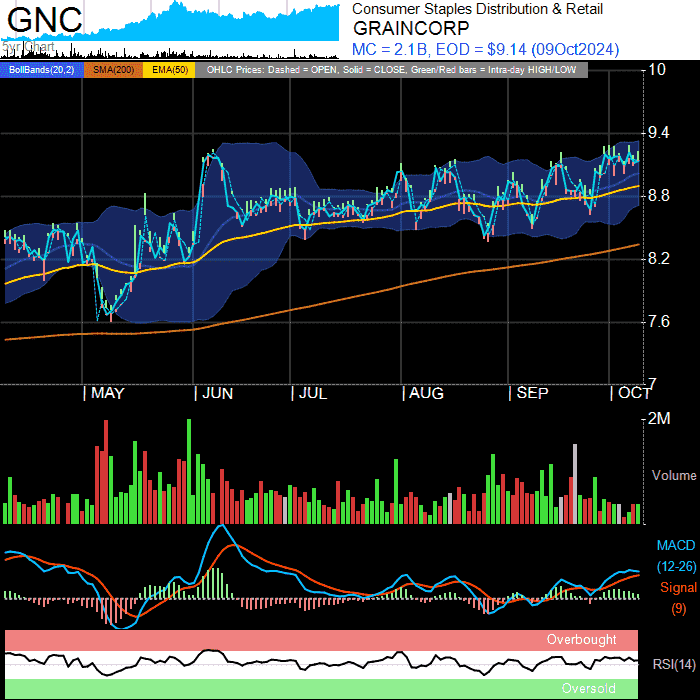 GNC
5yr Chart
Consumer Staples Distribution & Retail
GRAINCORP
MC = 2.1B, EOD = $9.14 (09Oct2024)
BollBands(20,2) SMA(200) EMA(50) OHLC Prices: Dashed = OPEN, Solid = CLOSE, Green/Red bars = Intra-day HIGH/LOW
10
9.4
8.8
8.2
7.6
7
| MAY | JUN | JUL | AUG | SEP | OCT
2M
Volume
MACD
(12-26)
Signal
(9)
Overbought
RSI(14)
Oversold